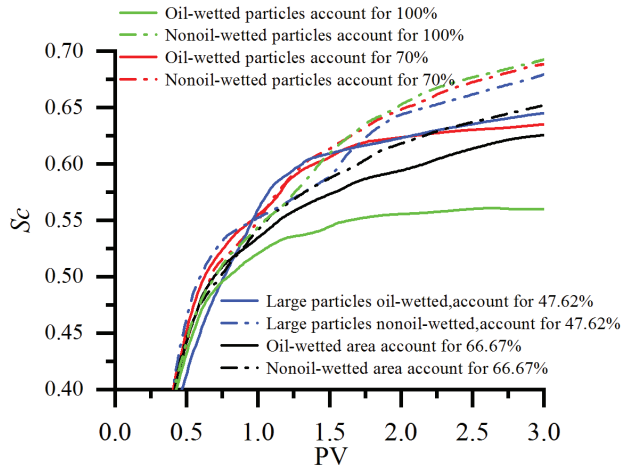 Oil-wetted particles account for 100%
Nonoil-wetted particles account for 100%
Oil-wetted particles account for 70%
Nonoil-wetted particles account for 70%
0.70
0.65
0.60
0.55
0.50
0.45
0.40
Sc
Large particles oil-wetted,account for 47.62%
Large particles nonoil-wetted,account for 47.62%
Oil-wetted area account for 66.67%
Nonoil-wetted area account for 66.67%
0.0 0.5 1.0 1.5 2.0 2.5 3.0
PV